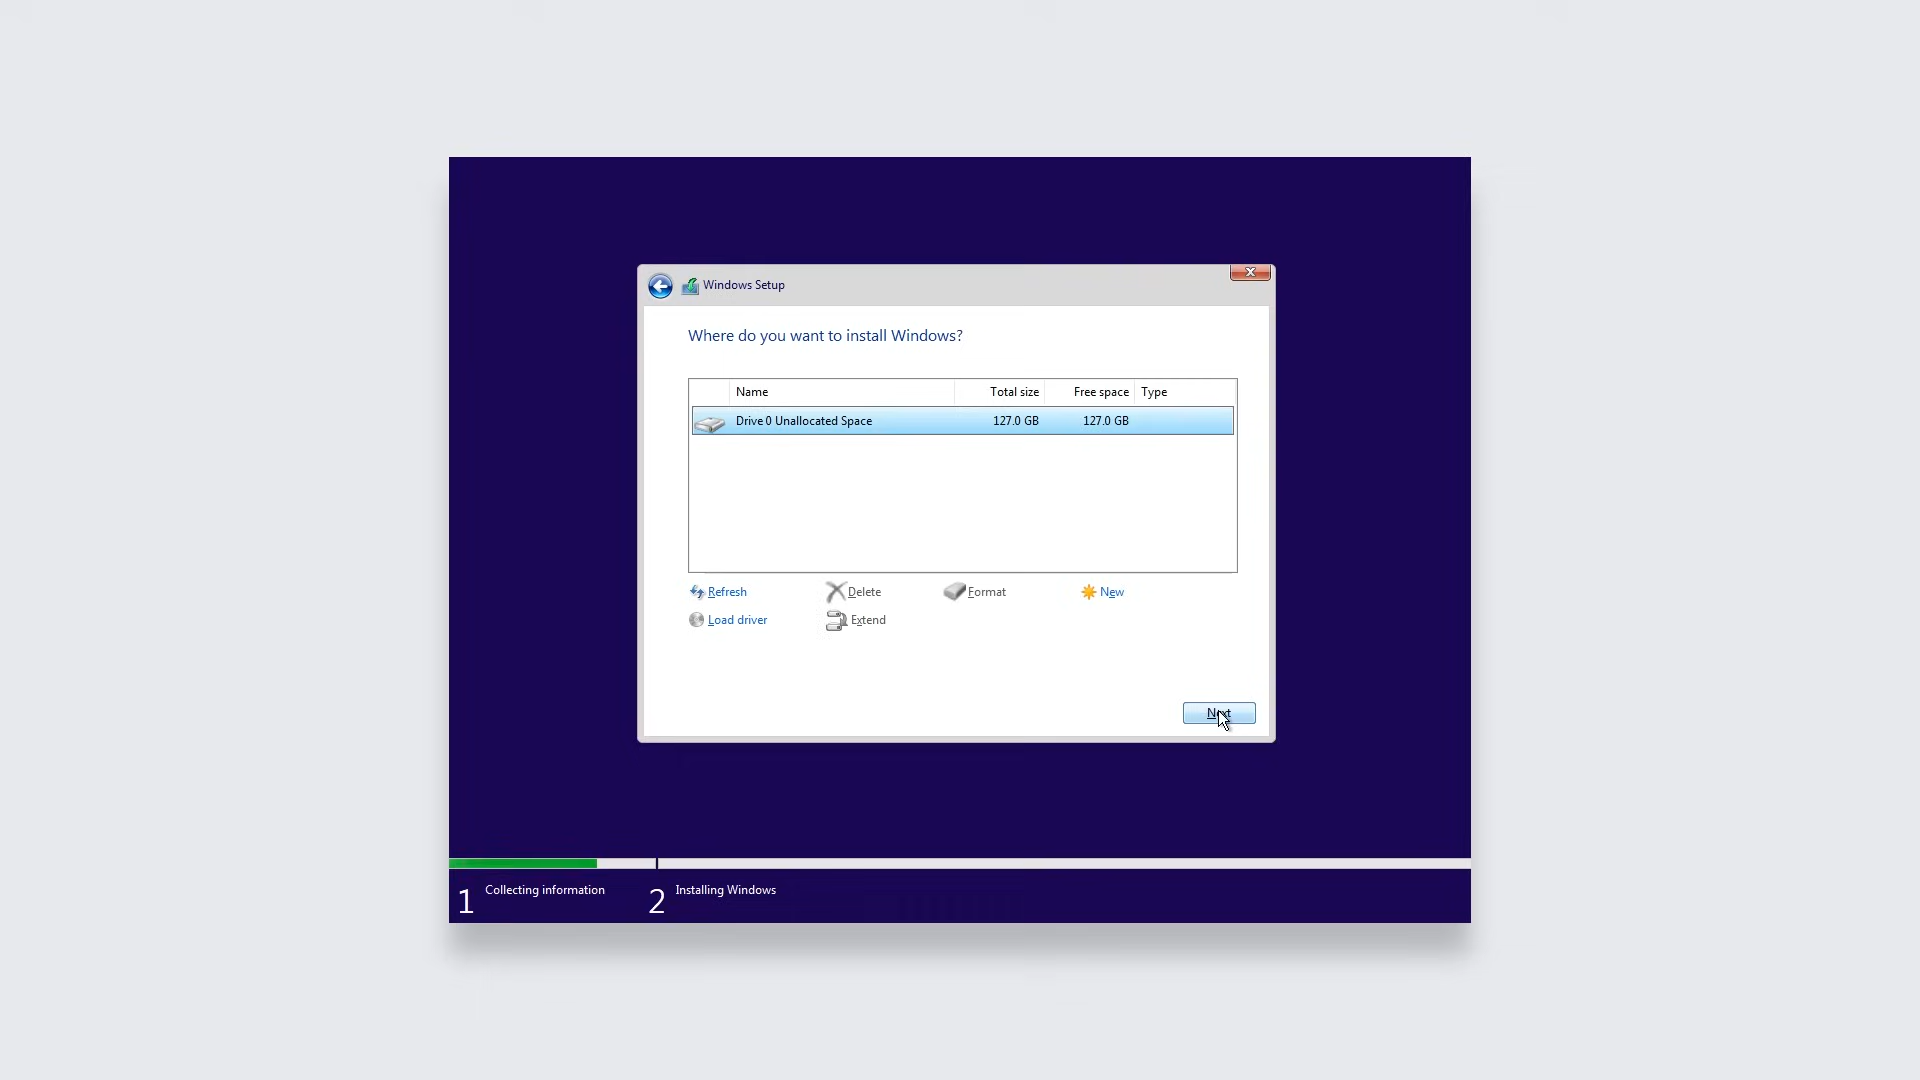 Windows Setup
Where do you want to install Windows?
Name Total size Free space Type
Drive 0 Unallocated Space 127.0 GB 127.0 GB
Refresh Delete Format New
Load driver Extend
Next
1 Collecting information 2 Installing Windows